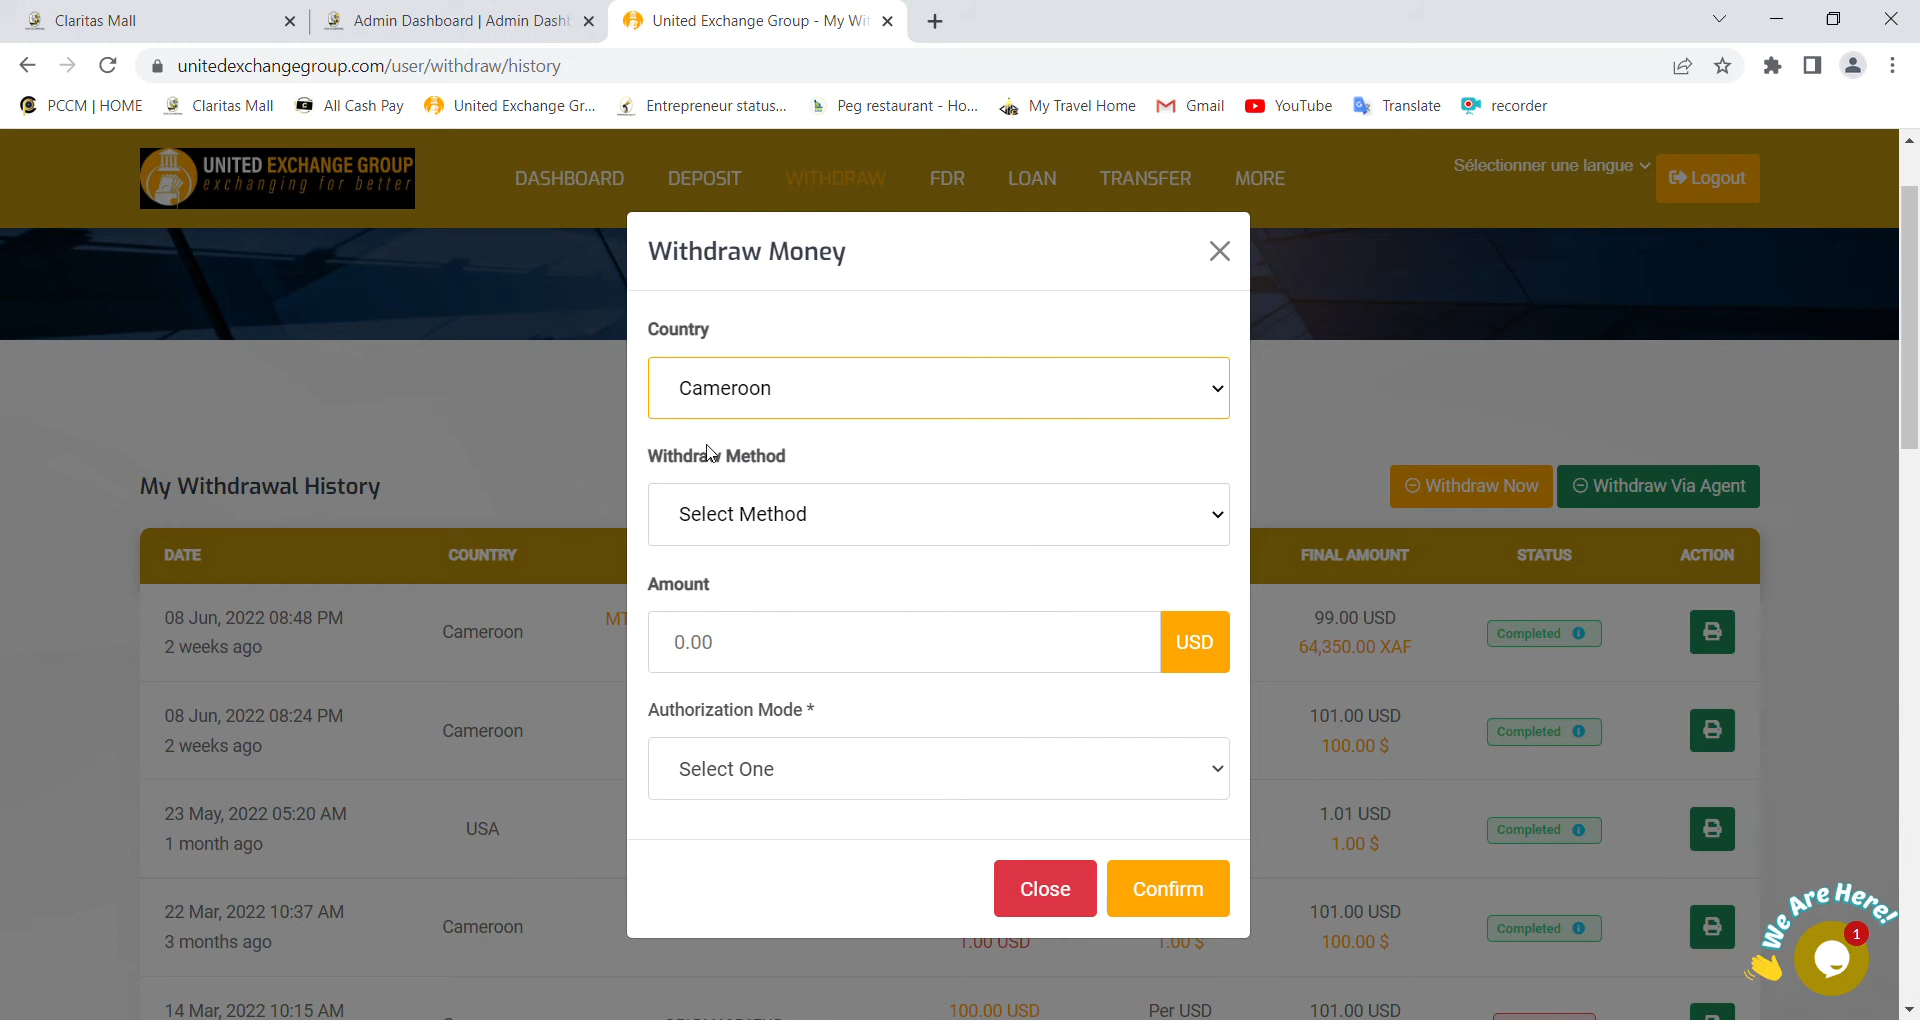 Claritas Mall
Admin Dashboard | Admin Dash
United Exchange Group - My Wi
unitedexchangegroup.com/user/withdraw/history
PCCM | HOME
Claritas Mall
All Cash Pay
United Exchange Gr...
Entrepreneur status...
Peg restaurant - Ho...
My Travel Home
Gmail
YouTube
Translate
recorder
UNITED EXCHANGE GROUP
exchanging for better
DASHBOARD
DEPOSIT
WITHDRAW
FDR
LOAN
TRANSFER
MORE
Sélectionner une langue
Logout
Withdraw Money
Country
Cameroon
Withdraw Method
Select Method
Amount
0.00 USD
Authorization Mode *
Select One
Close
Confirm
My Withdrawal History
Withdraw Now
Withdraw Via Agent
DATE COUNTRY FINAL AMOUNT STATUS ACTION
08 Jun, 2022 08:48 PM
2 weeks ago
Cameroon
MT
99.00 USD
64,350.00 XAF
Completed
08 Jun, 2022 08:24 PM
2 weeks ago
Cameroon
101.00 USD
100.00 $
Completed
23 May, 2022 05:20 AM
1 month ago
USA
1.01 USD
1.00 $
Completed
22 Mar, 2022 10:37 AM
3 months ago
Cameroon
1.00 USD
1.00 $
101.00 USD
100.00 $
Completed
14 Mar, 2022 10:15 AM
100.00 USD
Per USD
101.00 USD
We Are Here!
1